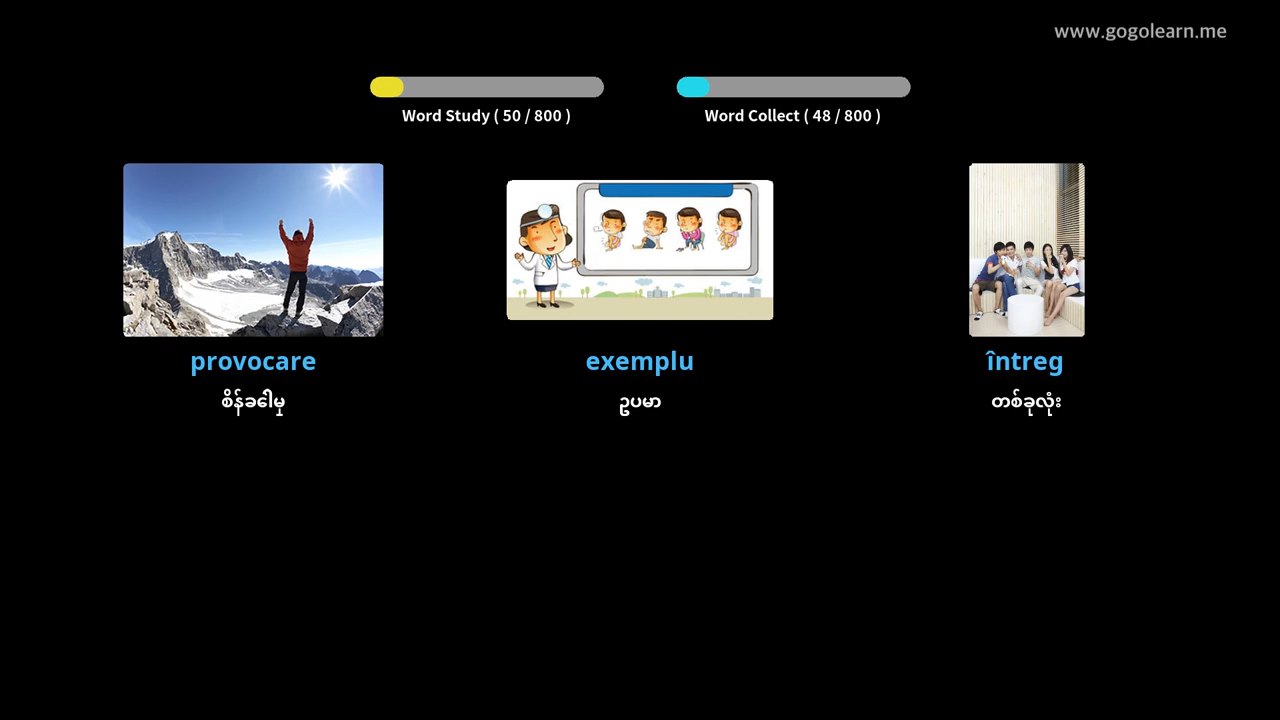 www.gogolearn.me
Word Study ( 50 / 800 )
Word Collect ( 48 / 800 )
provocare
exemplu
întreg
စိန်ခေါ်မှု
ဥပမာ
တစ်ခုလုံး